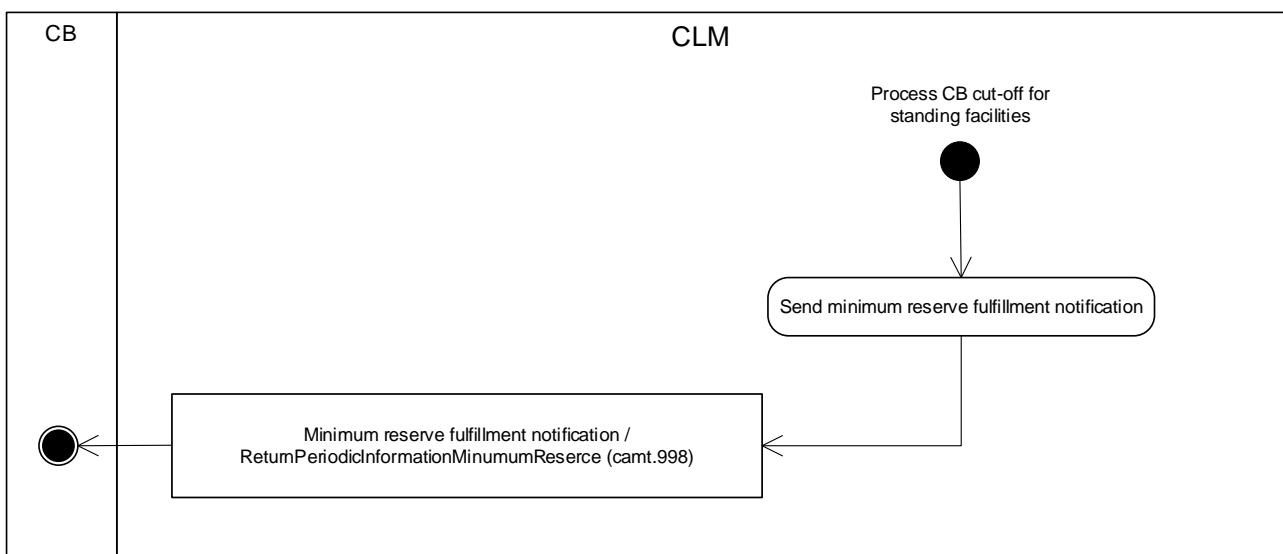 CB
CLM
Process CB cut-off for
standing facilities
Send minimum reserve fulfillment notification
Minimum reserve fulfillment notification /
ReturnPeriodicInformationMinumumReserce (camt.998)